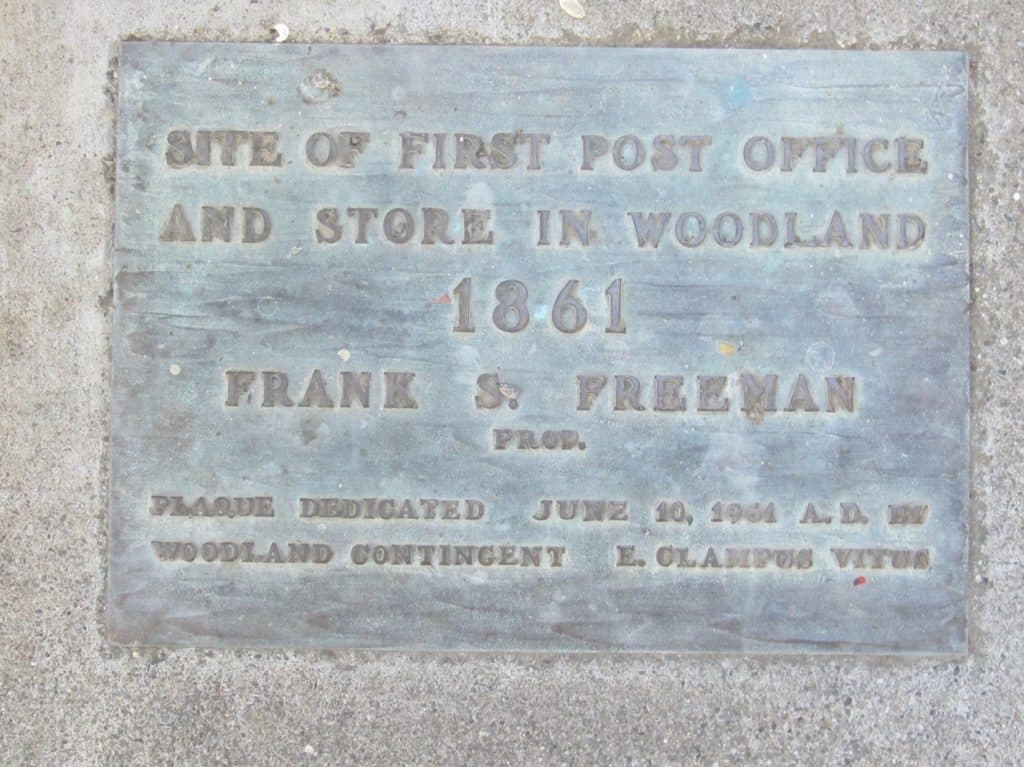 SITE OF FIRST POST OFFICE
AND STORE IN WOODLAND
1861
FRANK S. FREEMAN
PROP.
PLAQUE DEDICATED JUNE 10, 1961 A.D. BY
WOODLAND CONTINGENT E. CLAMPUS VITUS